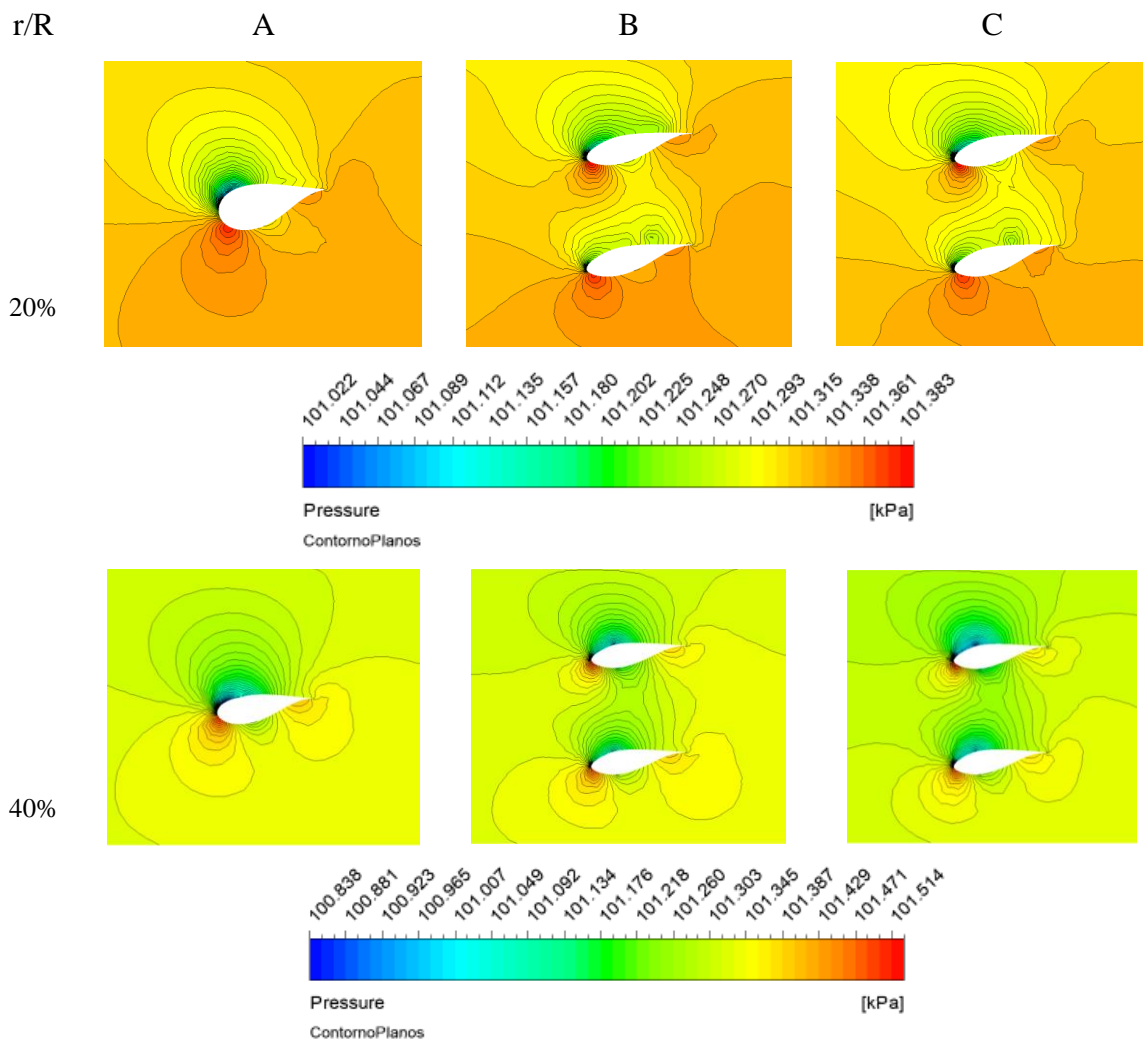 r/R A B C
20%
101.022 101.044 101.067 101.089 101.112 101.135 101.157 101.180 101.202 101.225 101.248 101.270 101.293 101.315 101.338 101.361 101.383
Pressure [kPa]
ContornoPlanos
40%
100.838 100.881 100.923 100.965 101.007 101.049 101.092 101.134 101.176 101.218 101.260 101.303 101.345 101.387 101.429 101.471 101.514
Pressure [kPa]
ContornoPlanos